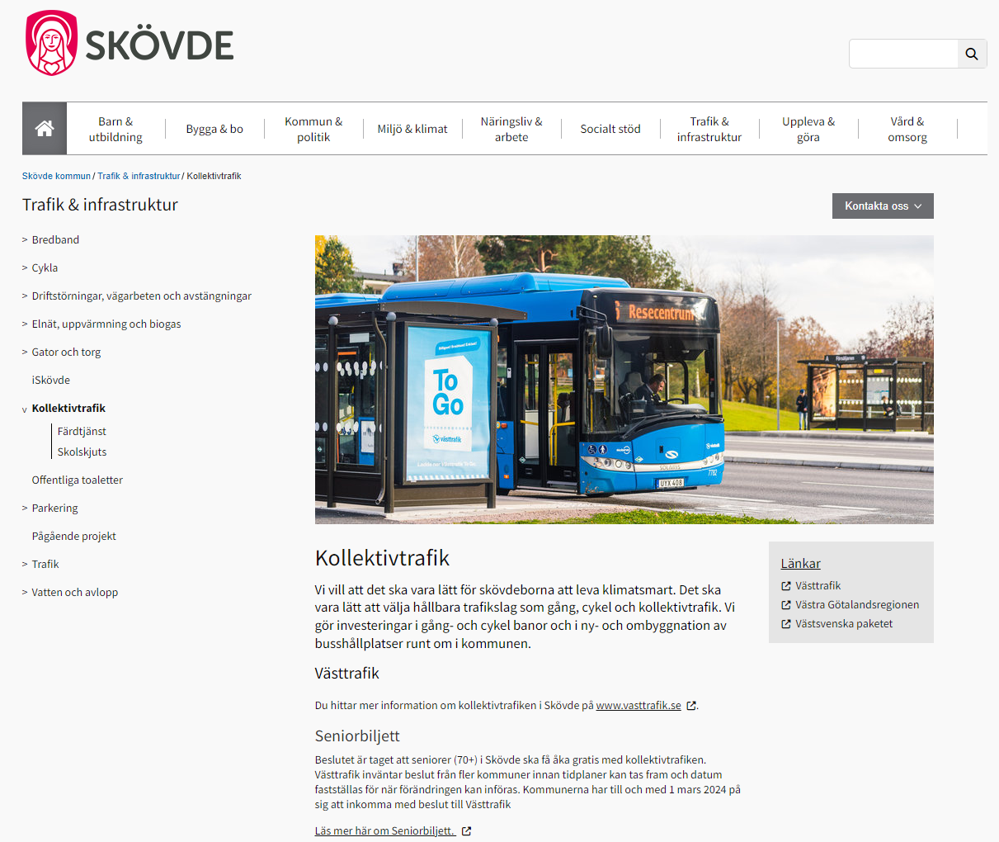 SKÖVDE
Barn &
utbildning
Bygga & bo
Kommun &
politik
Miljö & klimat
Näringsliv &
arbete
Socialt stöd
Trafik &
infrastruktur
Uppleva &
göra
Vård &
omsorg
Skövde kommun / Trafik & infrastruktur / Kollektivtrafik
Trafik & infrastruktur
Kontakta oss
> Bredband
> Cykla
> Driftstörningar, vägarbeten och avstängningar
> Elnät, uppvärmning och biogas
> Gator och torg
iSkövde
v Kollektivtrafik
Färdtjänst
Skolskjuts
Offentliga toaletter
> Parkering
Pågående projekt
> Trafik
> Vatten och avlopp
Resecentrum
To
Go
västtrafik
Ladda ner Västtrafik To Go.
A Försäljaren
SOLARIS
7762
UYX 408
Kollektivtrafik
Vi vill att det ska vara lätt för skövdeborna att leva klimatsmart. Det ska
vara lätt att välja hållbara trafikslag som gång, cykel och kollektivtrafik. Vi
gör investeringar i gång- och cykel banor och i ny- och ombyggnation av
busshållplatser runt om i kommunen.
Västtrafik
Du hittar mer information om kollektivtrafiken i Skövde på www.vasttrafik.se .
Seniorbiljett
Beslutet är taget att seniorer (70+) i Skövde ska få åka gratis med kollektivtrafiken.
Västtrafik inväntar beslut från fler kommuner innan tidplaner kan tas fram och datum
fastställas för när förändringen kan införas. Kommunerna har till och med 1 mars 2024 på
sig att inkomma med beslut till Västtrafik
Läs mer här om Seniorbiljett.
Länkar
Västtrafik
Västra Götalandsregionen
Västsvenska paketet